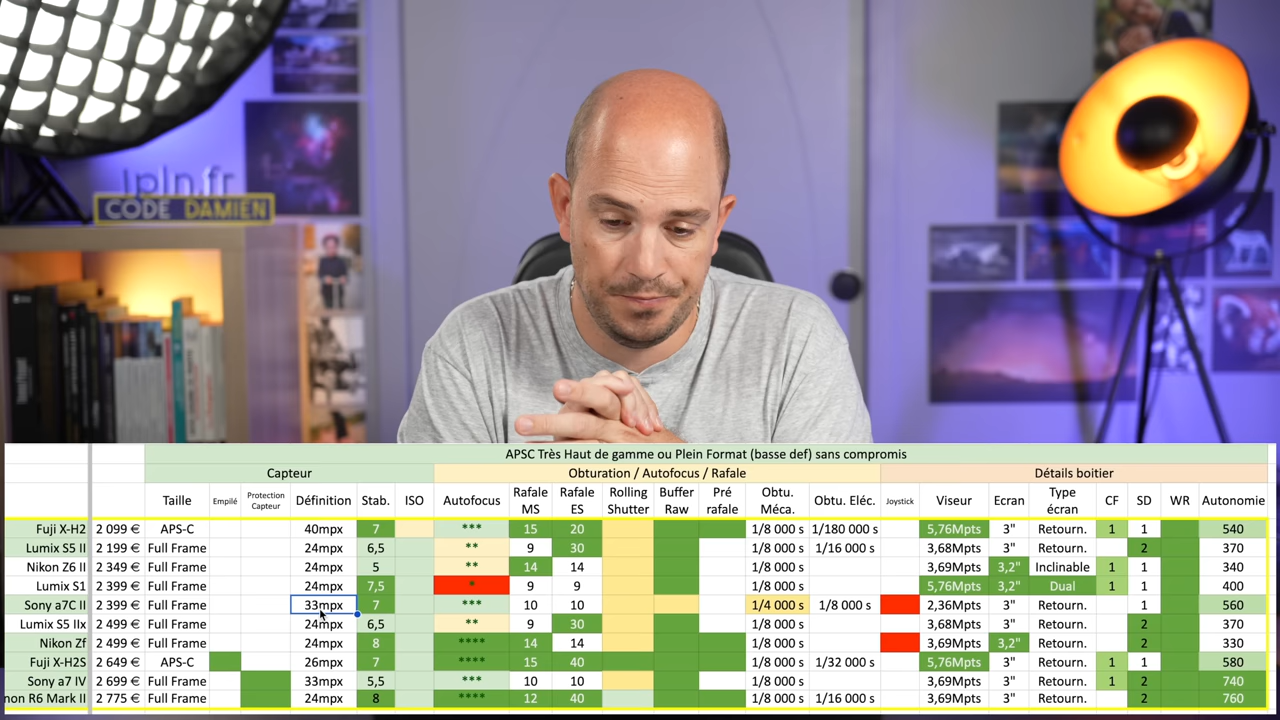 lpln.fr
CODE DAMIEN
APSC Très Haut de gamme ou Plein Format (basse def) sans compromis
Capteur Obturation / Autofocus / Rafale Détails boitier
Taille Empilé Protection Capteur Définition Stab. ISO Autofocus Rafale MS Rafale ES Rolling Shutter Buffer Raw Pré rafale Obtu. Méca. Obtu. Eléc. Joystick Viseur Ecran Type écran CF SD WR Autonomie
Fuji X-H2 2 099 € APS-C 40mpx 7 *** 15 20 1/8 000 s 1/180 000 s 5,76Mpts 3" Retourn. 1 1 540
Lumix S5 II 2 199 € Full Frame 24mpx 6,5 ** 9 30 1/8 000 s 1/16 000 s 3,68Mpts 3" Retourn. 2 370
Nikon Z6 II 2 349 € Full Frame 24mpx 5 ** 14 14 1/8 000 s 3,69Mpts 3,2" Inclinable 1 1 340
Lumix S1 2 399 € Full Frame 24mpx 7,5 * 9 9 1/8 000 s 5,76Mpts 3,2" Dual 1 1 400
Sony a7C II 2 399 € Full Frame 33mpx 7 *** 10 10 1/4 000 s 1/8 000 s 2,36Mpts 3" Retourn. 1 560
Lumix S5 IIx 2 499 € Full Frame 24mpx 6,5 ** 9 30 1/8 000 s 3,68Mpts 3" Retourn. 2 370
Nikon Zf 2 499 € Full Frame 24mpx 8 **** 14 14 1/8 000 s 3,69Mpts 3,2" Retourn. 2 330
Fuji X-H2S 2 649 € APS-C 26mpx 7 **** 15 40 1/8 000 s 1/32 000 s 5,76Mpts 3" Retourn. 1 1 580
Sony a7 IV 2 699 € Full Frame 33mpx 5,5 *** 10 10 1/8 000 s 3,69Mpts 3" Retourn. 1 2 740
non R6 Mark II 2 775 € Full Frame 24mpx 8 **** 12 40 1/8 000 s 1/16 000 s 3,69Mpts 3" Retourn. 2 760